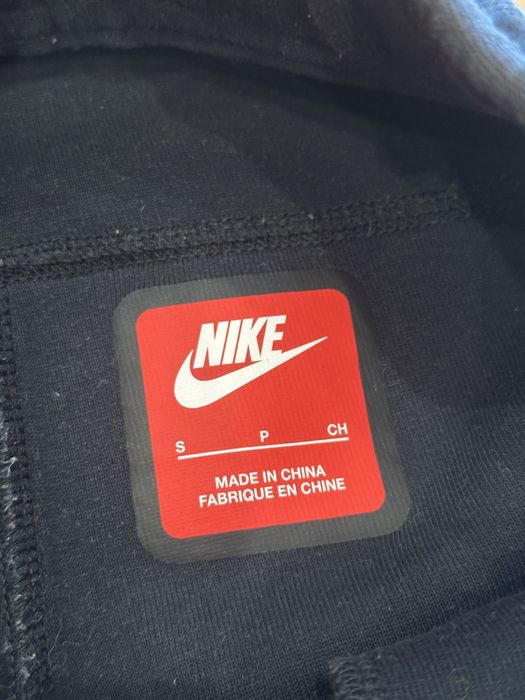 NIKE
S P CH
MADE IN CHINA
FABRIQUE EN CHINE